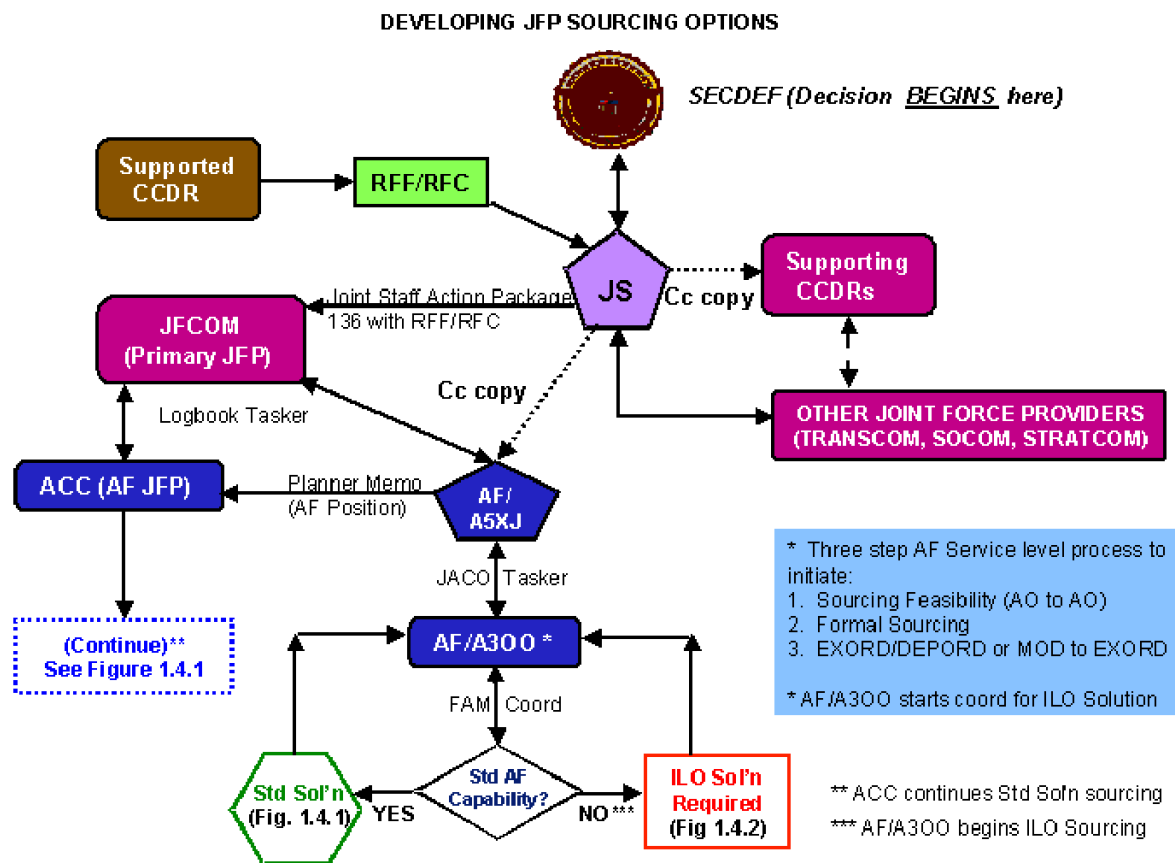 DEVELOPING JFP SOURCING OPTIONS
SECDEF (Decision BEGINS here)
Supported
CCDR
RFF/RFC
JS
Cc copy
Supporting
CCDRs
Joint Staff Action Package
136 with RFF/RFC
JFCOM
(Primary JFP)
Cc copy
Logbook Tasker
OTHER JOINT FORCE PROVIDERS
(TRANSCOM, SOCOM, STRATCOM)
ACC (AF JFP)
Planner Memo
(AF Position)
AF/
A5XJ
JACO Tasker
* Three step AF Service level process to
initiate:
1. Sourcing Feasibility (AO to AO)
2. Formal Sourcing
3. EXORD/DEPORD or MOD to EXORD
* AF/A3OO starts coord for ILO Solution
(Continue)**
See Figure 1.4.1
AF/A3OO *
FAM Coord
Std Sol'n
(Fig. 1.4.1)
YES
Std AF
Capability?
NO ***
ILO Sol'n
Required
(Fig 1.4.2)
** ACC continues Std Sol'n sourcing
*** AF/A3OO begins ILO Sourcing